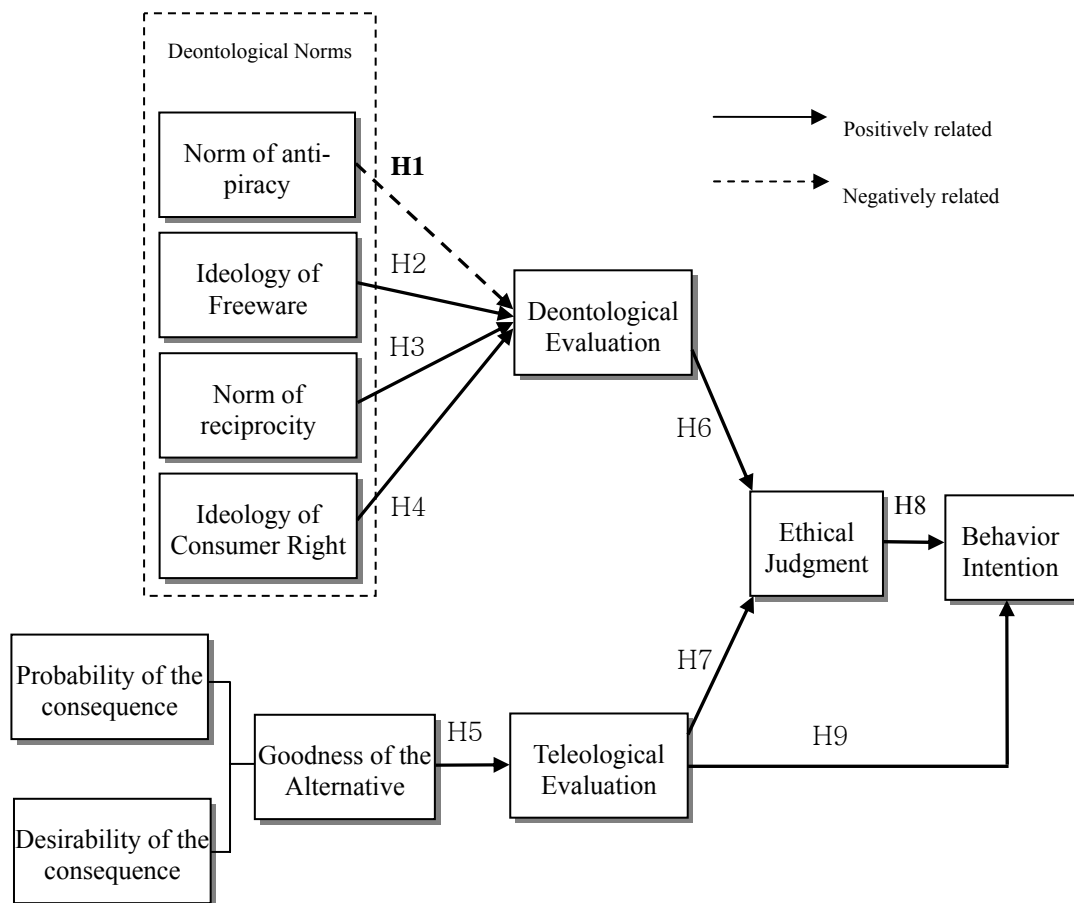 Deontological Norms
Norm of anti-
piracy
H1
Positively related
Negatively related
Ideology of
Freeware
H2
Deontological
Evaluation
H3
Norm of
reciprocity
H6
Ideology of
Consumer Right
H4
Ethical
Judgment
H8
Behavior
Intention
Probability of the
consequence
H7
Goodness of the
Alternative
H5
Teleological
Evaluation
H9
Desirability of the
consequence